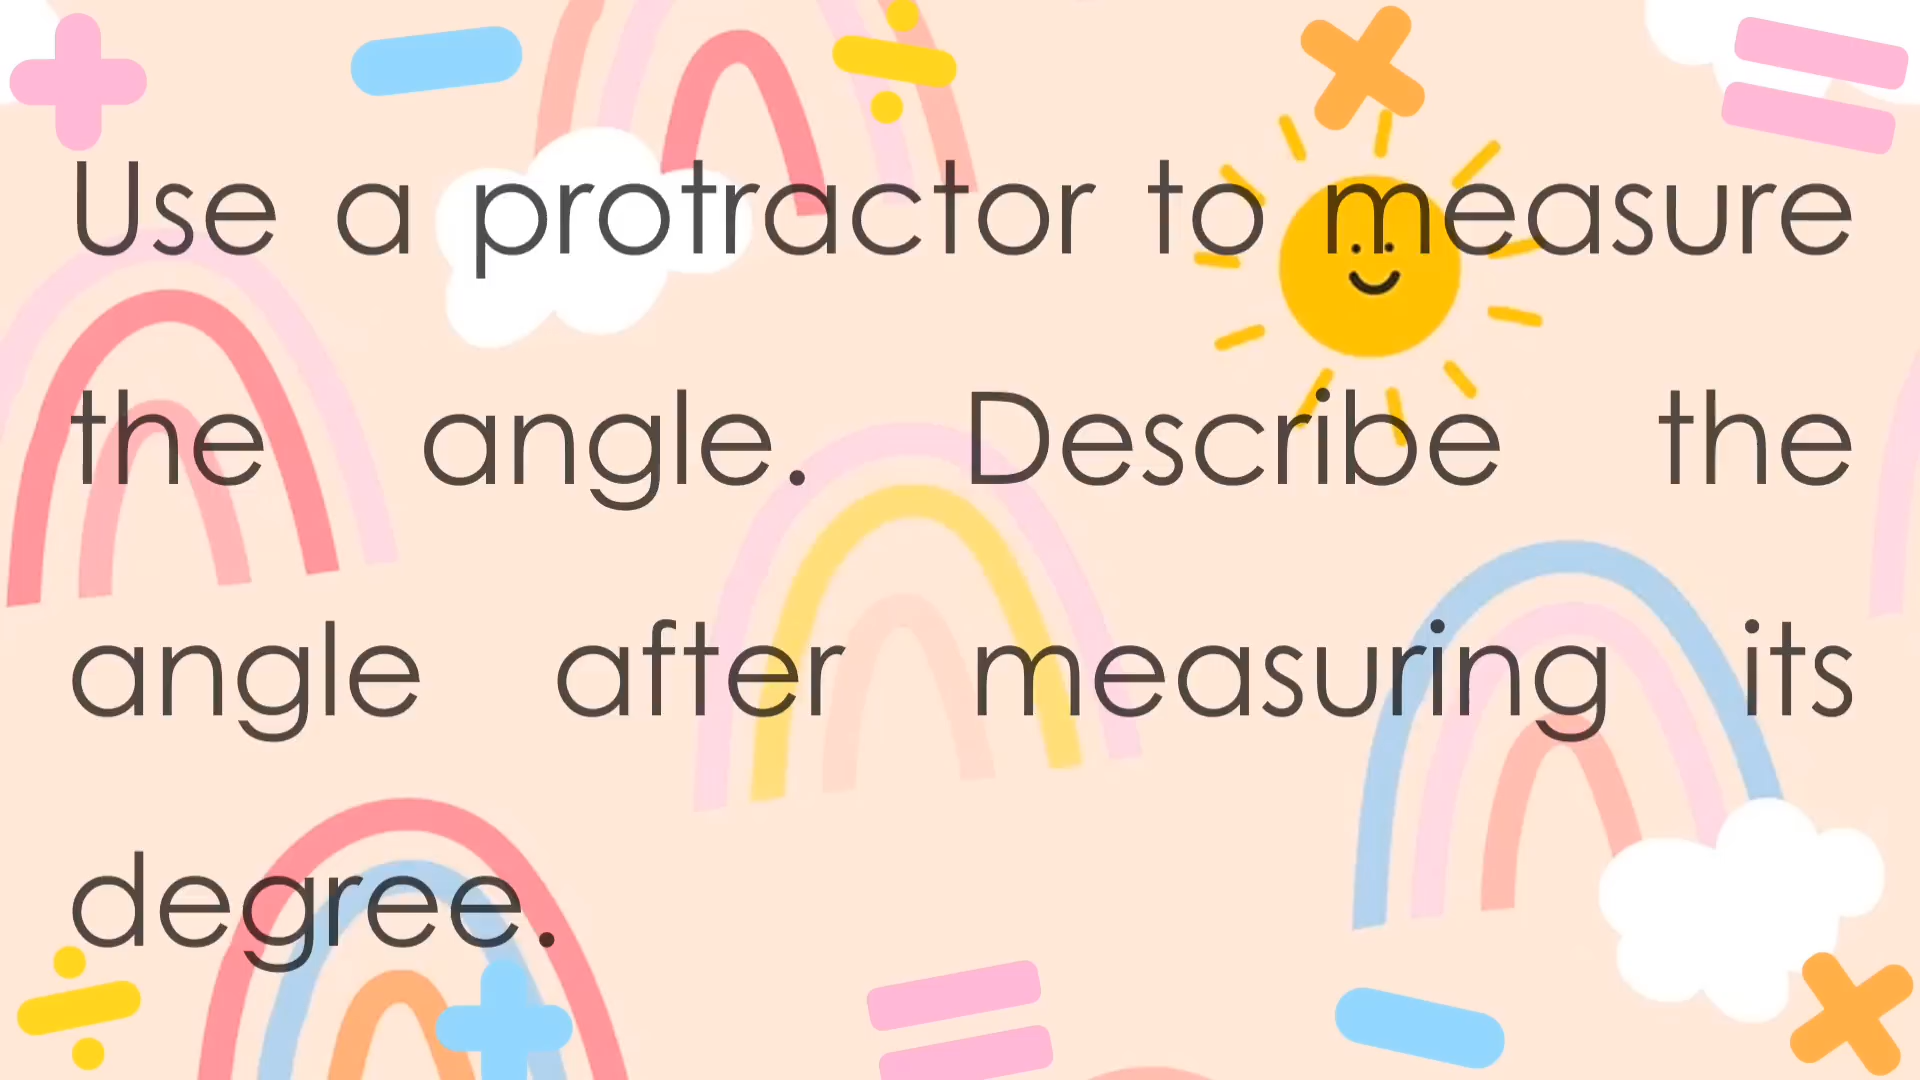 Use a protractor to measure
the angle. Describe the
angle after measuring its
degree.